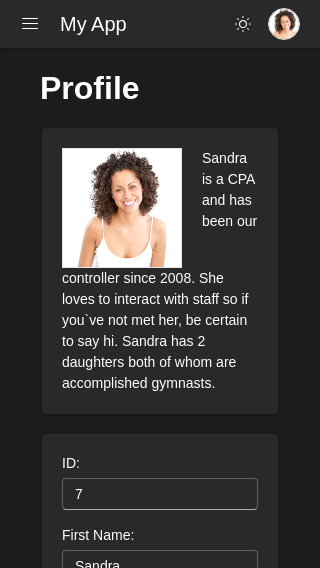 My App
Profile
Sandra
is a CPA
and has
been our
controller since 2008. She
loves to interact with staff so if
you`ve not met her, be certain
to say hi. Sandra has 2
daughters both of whom are
accomplished gymnasts.
ID:
7
First Name:
Sandra